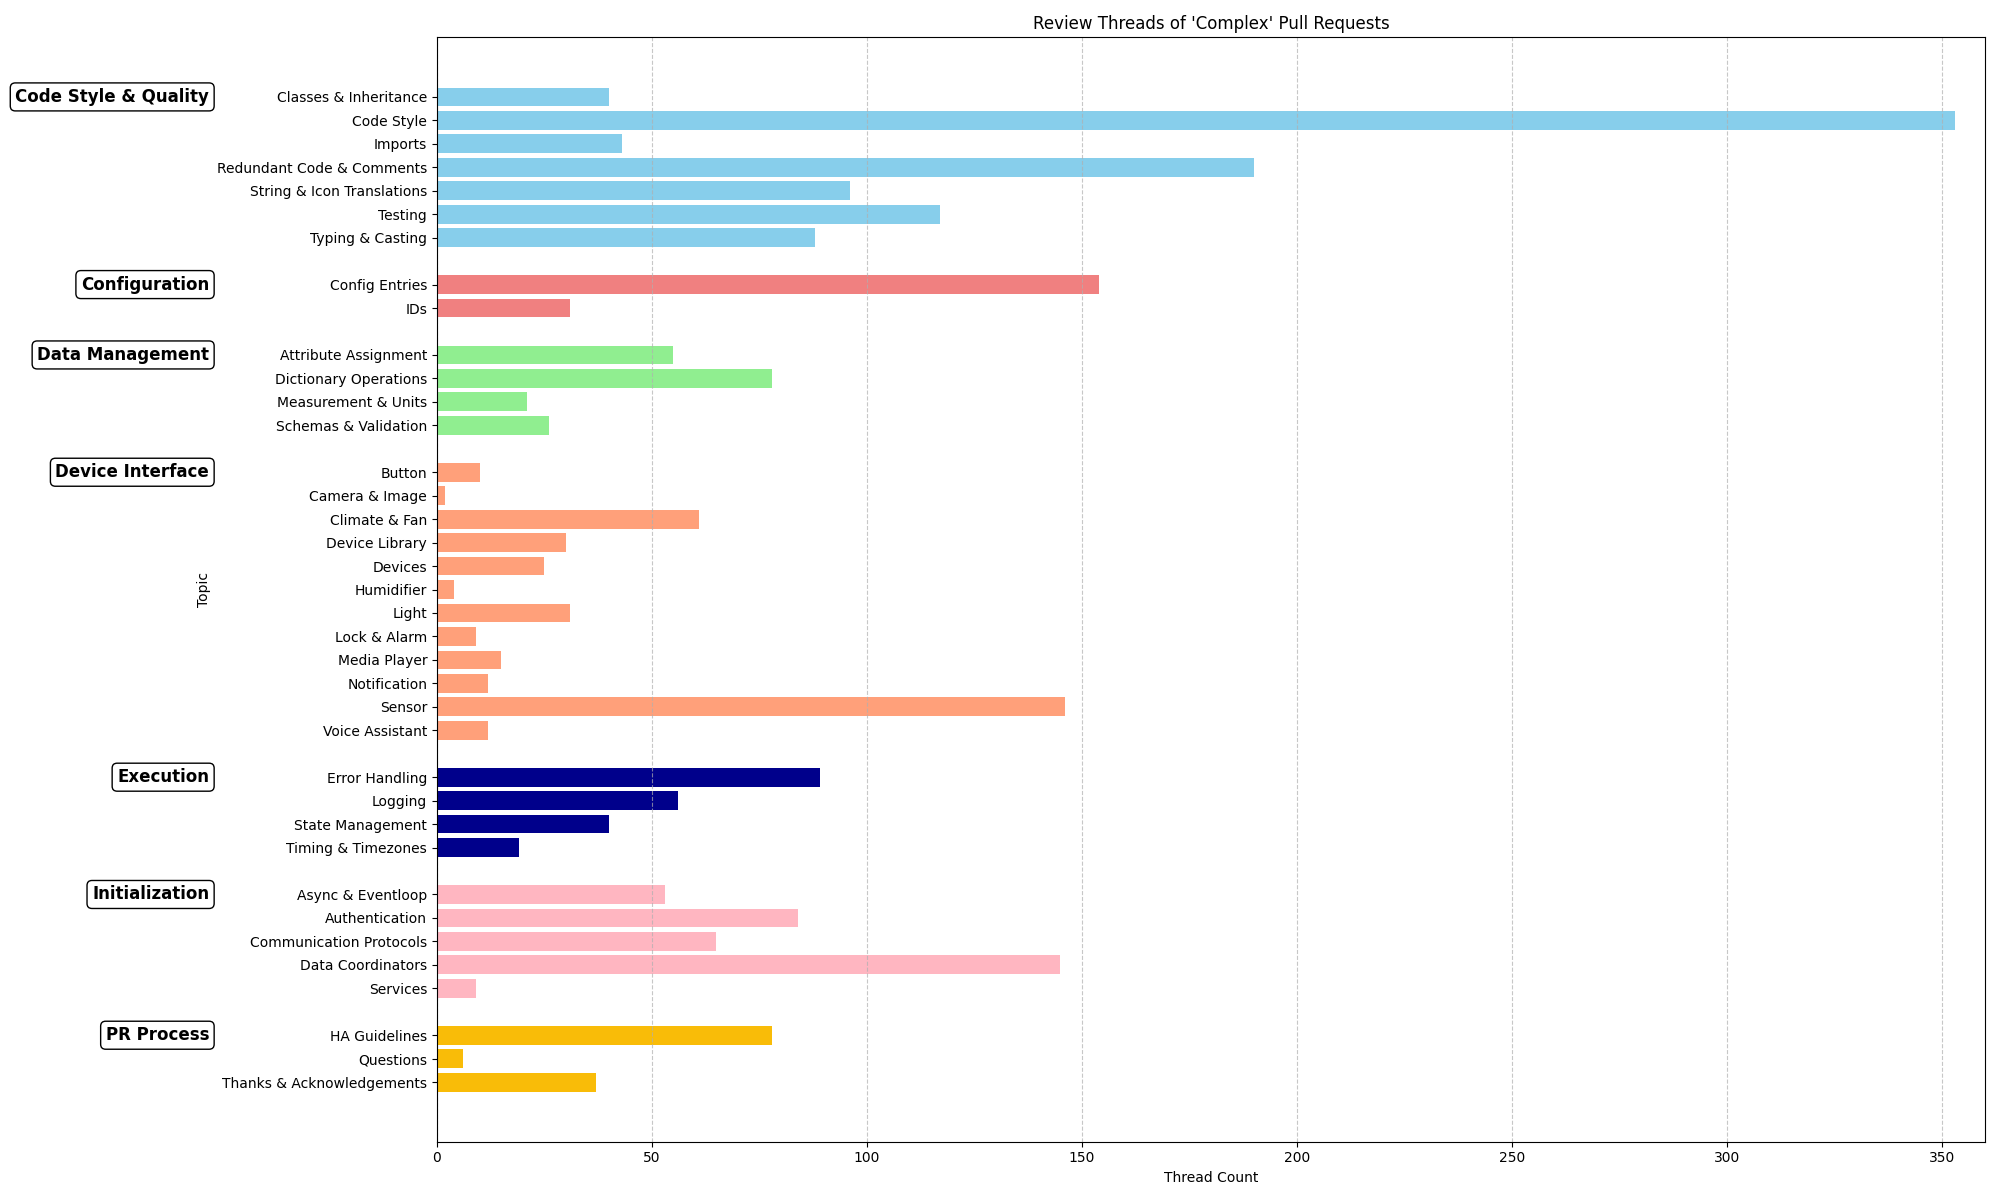 Review Threads of 'Complex' Pull Requests
Code Style & Quality
Classes & Inheritance
Code Style
Imports
Redundant Code & Comments
String & Icon Translations
Testing
Typing & Casting
Configuration
Config Entries
IDs
Data Management
Attribute Assignment
Dictionary Operations
Measurement & Units
Schemas & Validation
Device Interface
Button
Camera & Image
Climate & Fan
Device Library
Devices
Humidifier
Light
Lock & Alarm
Media Player
Notification
Sensor
Voice Assistant
Topic
Execution
Error Handling
Logging
State Management
Timing & Timezones
Initialization
Async & Eventloop
Authentication
Communication Protocols
Data Coordinators
Services
PR Process
HA Guidelines
Questions
Thanks & Acknowledgements
0 50 100 150 200 250 300 350
Thread Count